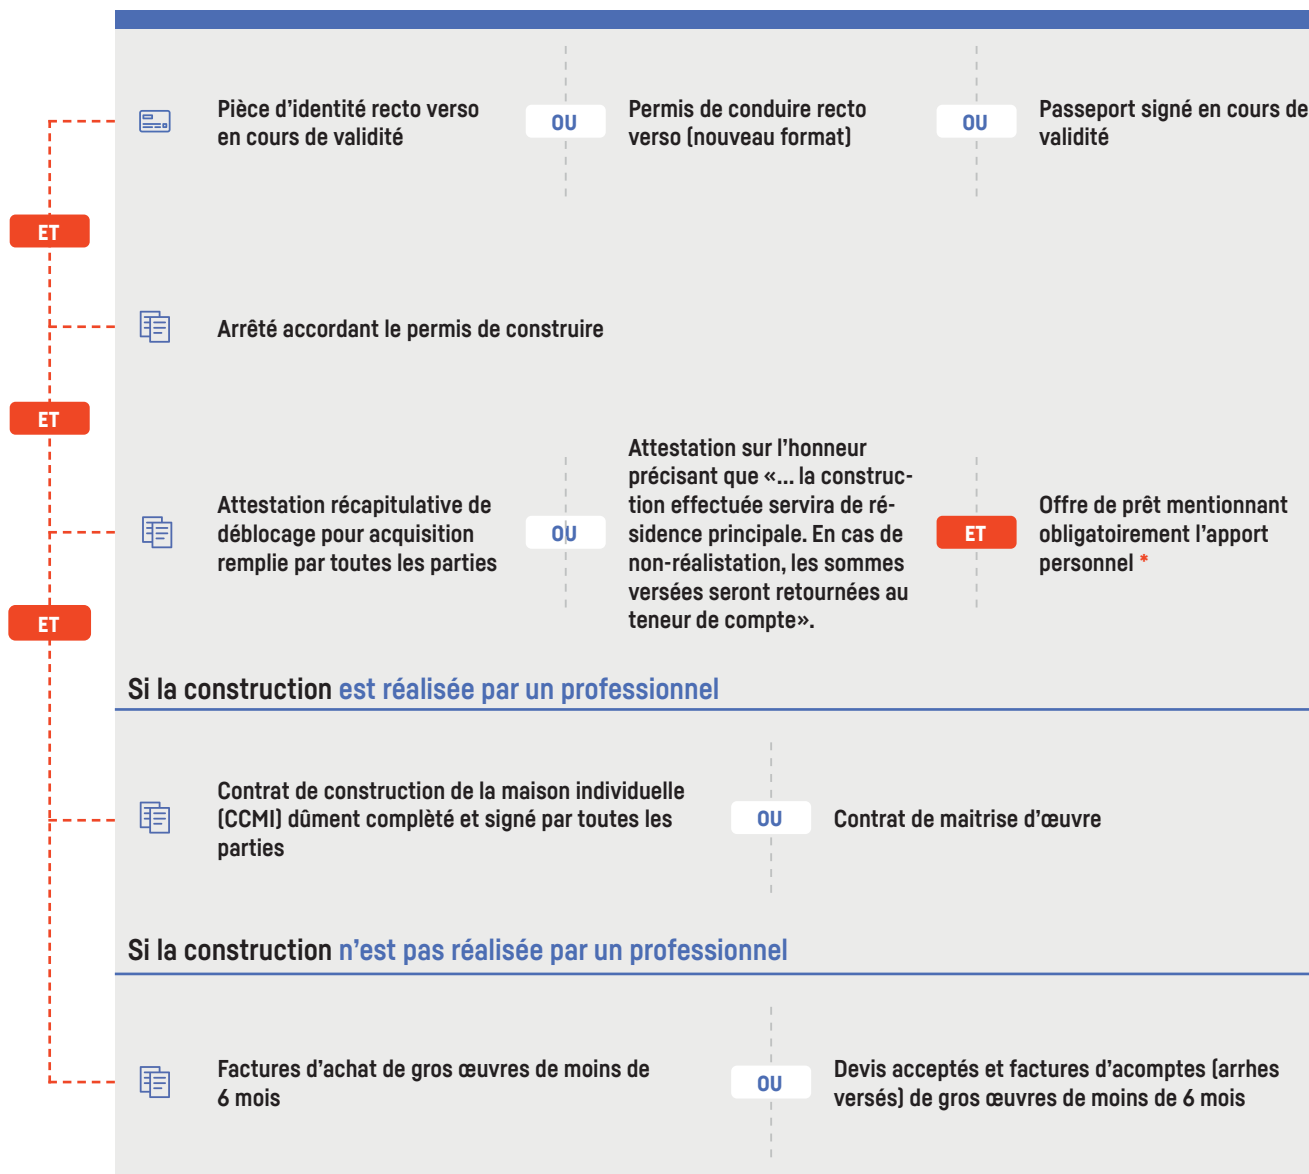 Pièce d'identité recto verso
en cours de validité
OU
Permis de conduire recto
verso (nouveau format)
OU
Passeport signé en cours de
validité
ET
Arrêté accordant le permis de construire
ET
Attestation récapitulative de
déblocage pour acquisition
remplie par toutes les parties
OU
Attestation sur l'honneur
précisant que «... la construc-
tion effectuée servira de ré-
sidence principale. En cas de
non-réalistation, les sommes
versées seront retournées au
teneur de compte».
ET
Offre de prêt mentionnant
obligatoirement l'apport
personnel *
ET
Si la construction est réalisée par un professionnel
Contrat de construction de la maison individuelle
(CCMI) dûment complèté et signé par toutes les
parties
OU
Contrat de maitrise d'œuvre
Si la construction n'est pas réalisée par un professionnel
Factures d'achat de gros œuvres de moins de
6 mois
OU
Devis acceptés et factures d'acomptes (arrhes
versés) de gros œuvres de moins de 6 mois